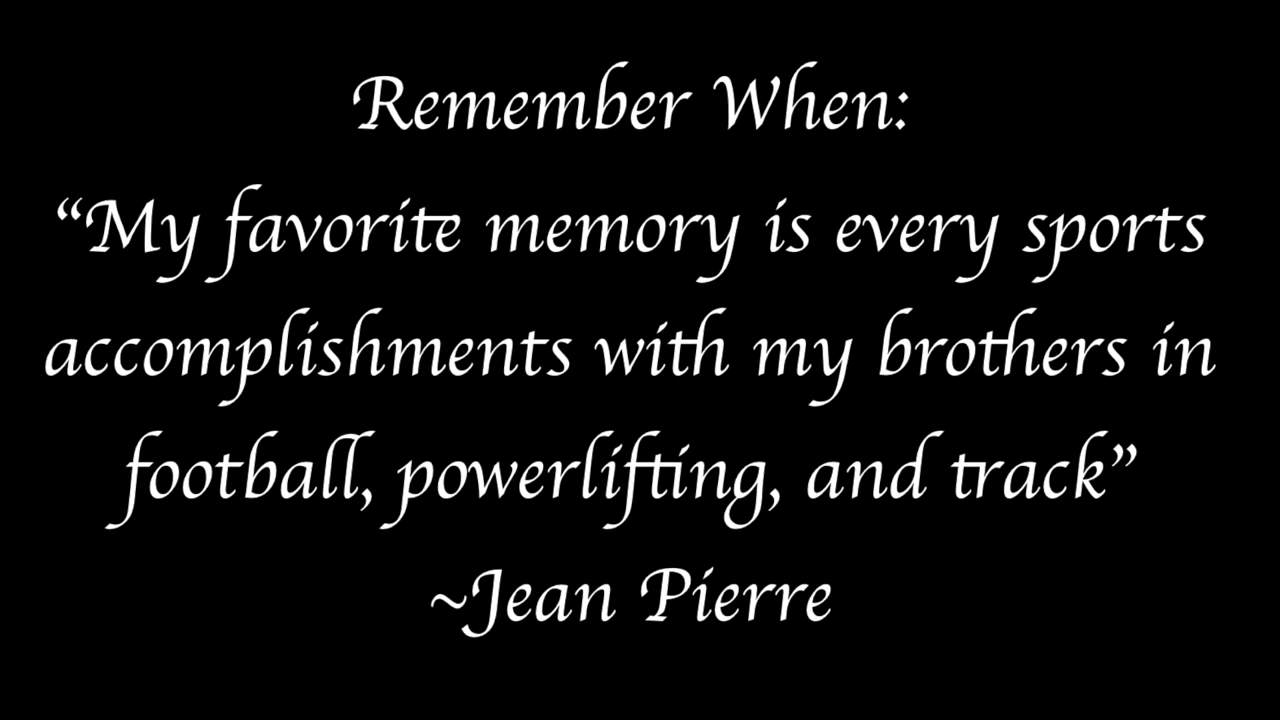 Remember When:
“My favorite memory is every sports
accomplishments with my brothers in
football, powerlifting, and track”
~Jean Pierre